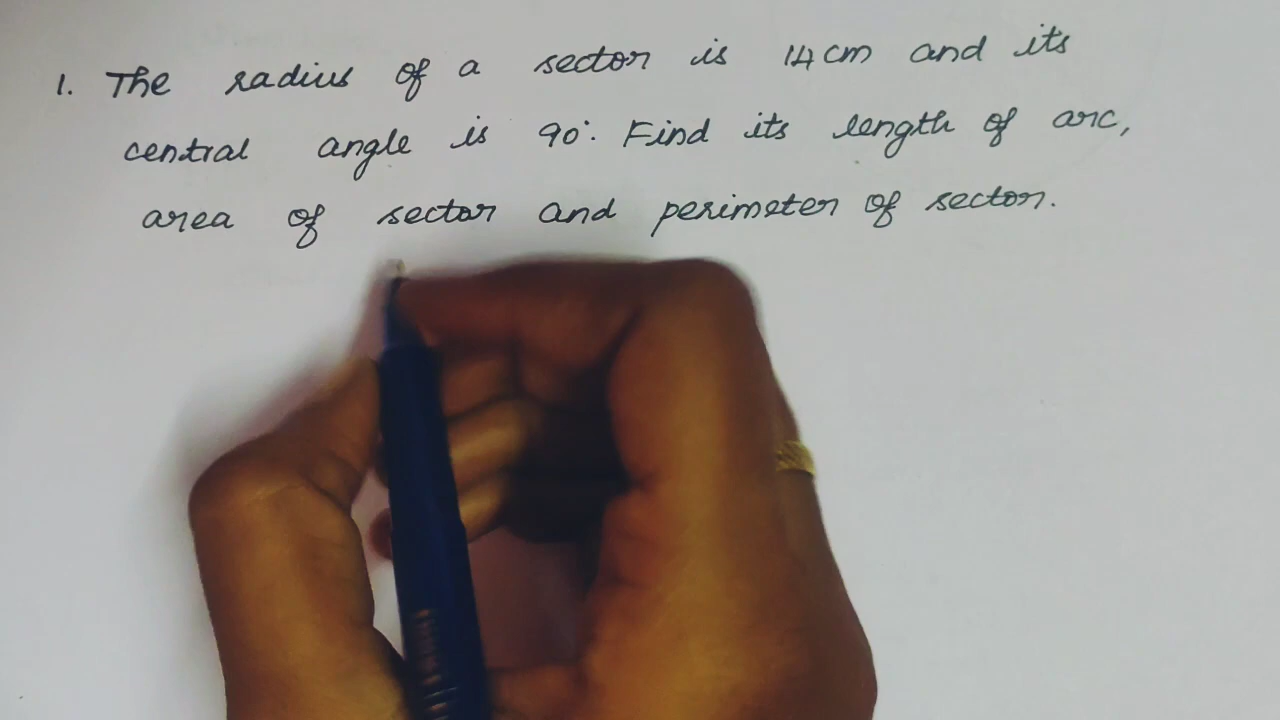 1. The radius of a sector is 14 cm and its
central angle is 90°. Find its length of arc,
area of sector and perimeter of sector.